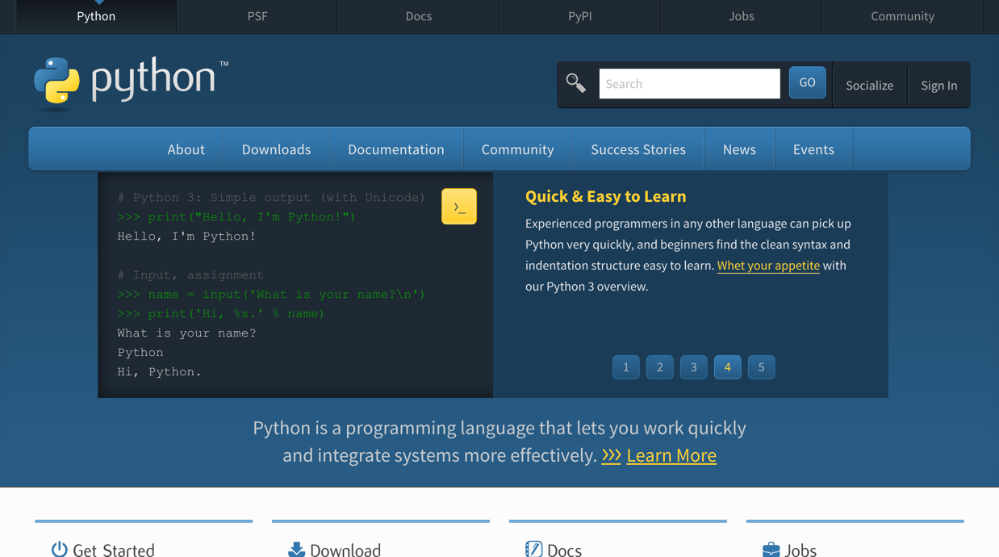 Python PSF Docs PyPI Jobs Community
python™
Search GO Socialize Sign In
About Downloads Documentation Community Success Stories News Events
# Python 3: Simple output (with Unicode)
>>> print("Hello, I'm Python!")
Hello, I'm Python!
# Input, assignment
>>> name = input('What is your name?\n')
>>> print('Hi, %s.' % name)
What is your name?
Python
Hi, Python.
>_
Quick & Easy to Learn
Experienced programmers in any other language can pick up
Python very quickly, and beginners find the clean syntax and
indentation structure easy to learn. Whet your appetite with
our Python 3 overview.
1 2 3 4 5
Python is a programming language that lets you work quickly
and integrate systems more effectively. >>> Learn More
Get Started Download Docs Jobs